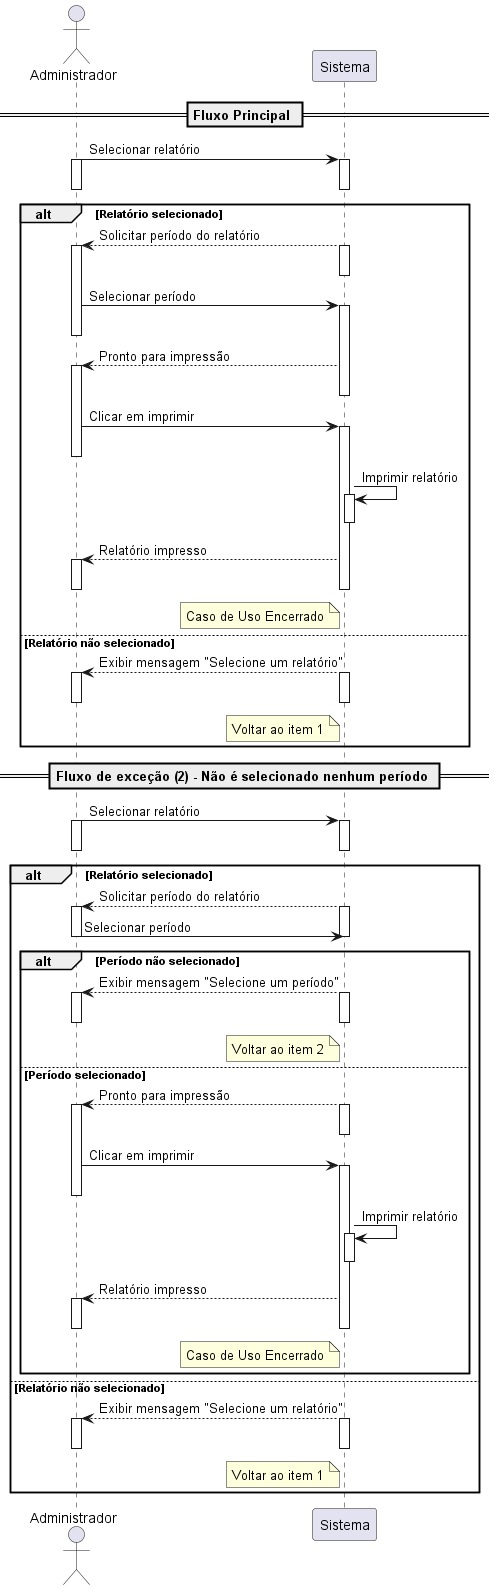 Administrador
Sistema
Fluxo Principal
Selecionar relatório
alt
[Relatório selecionado]
Solicitar período do relatório
Selecionar período
Pronto para impressão
Clicar em imprimir
Imprimir relatório
Relatório impresso
Caso de Uso Encerrado
[Relatório não selecionado]
Exibir mensagem "Selecione um relatório"
Voltar ao item 1
Fluxo de exceção (2) - Não é selecionado nenhum período
Selecionar relatório
alt
[Relatório selecionado]
Solicitar período do relatório
Selecionar período
alt
[Período não selecionado]
Exibir mensagem "Selecione um período"
Voltar ao item 2
[Período selecionado]
Pronto para impressão
Clicar em imprimir
Imprimir relatório
Relatório impresso
Caso de Uso Encerrado
[Relatório não selecionado]
Exibir mensagem "Selecione um relatório"
Voltar ao item 1
Administrador
Sistema